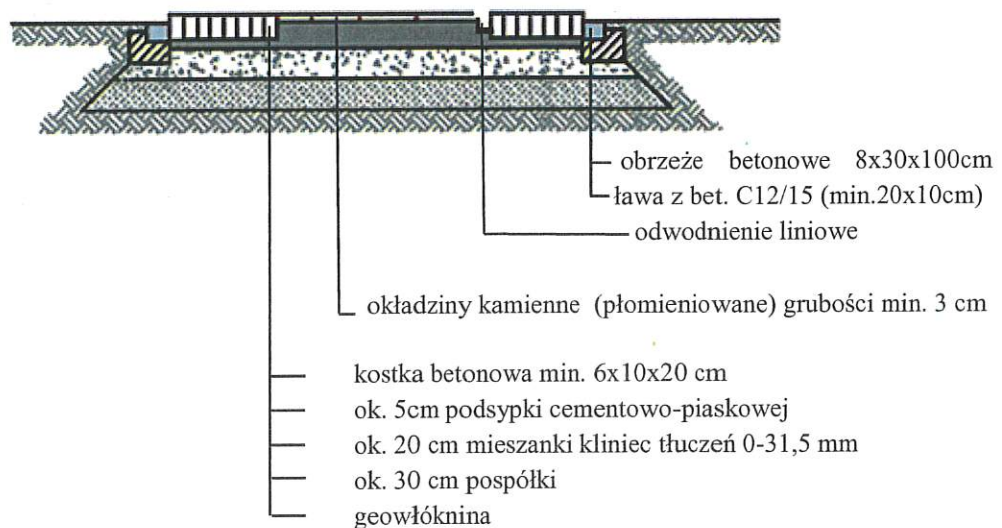 obrzeże betonowe 8x30x100cm
ława z bet. C12/15 (min.20x10cm)
odwodnienie liniowe
okładziny kamienne (płomieniowane) grubości min. 3 cm
kostka betonowa min. 6x10x20 cm
ok. 5cm podsypki cementowo-piaskowej
ok. 20 cm mieszanki kliniec tłuczeń 0-31,5 mm
ok. 30 cm pospółki
geowłóknina